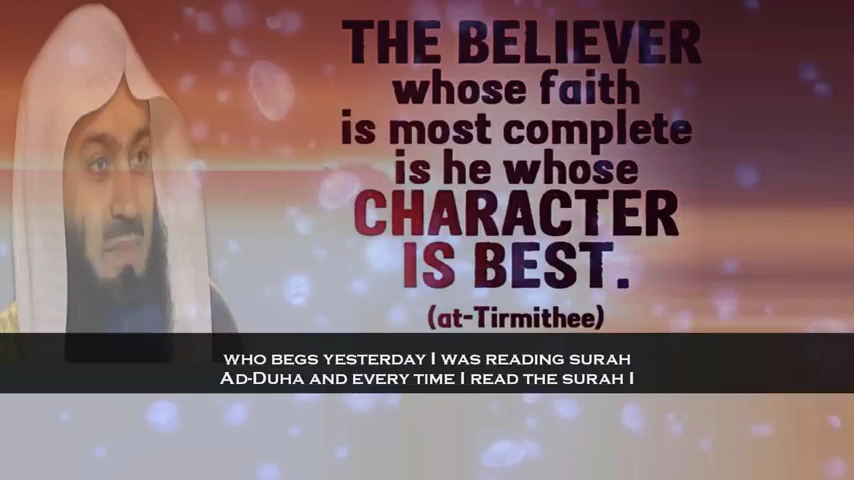 THE BELIEVER
whose faith
is most complete
is he whose
CHARACTER
IS BEST.
(at-Tirmithee)
WHO BEGS YESTERDAY I WAS READING SURAH
AD-DUHA AND EVERY TIME I READ THE SURAH I